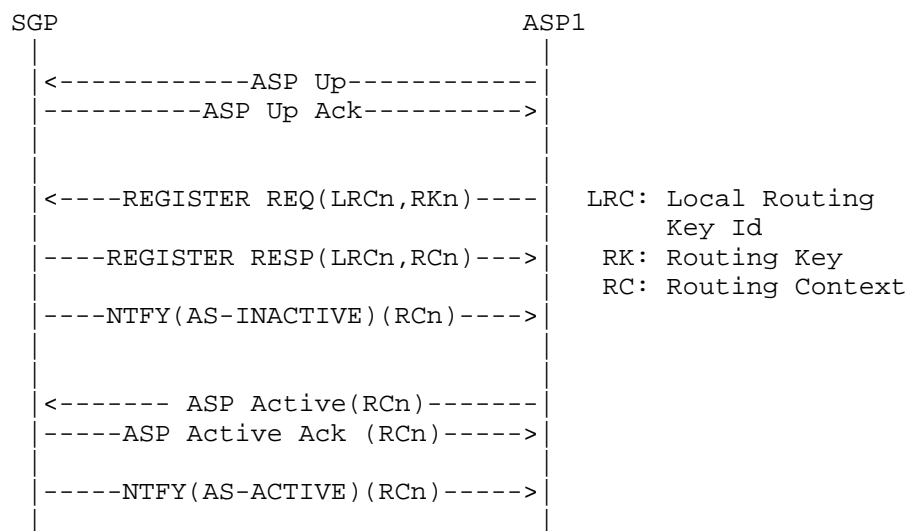 SGP ASP1
<------------ASP Up------------
----------ASP Up Ack---------->
<----REGISTER REQ(LRCn,RKn)---- LRC: Local Routing
Key Id
----REGISTER RESP(LRCn,RCn)---> RK: Routing Key
RC: Routing Context
----NTFY(AS-INACTIVE)(RCn)---->
<------- ASP Active(RCn)-------
-----ASP Active Ack (RCn)----->
-----NTFY(AS-ACTIVE)(RCn)----->